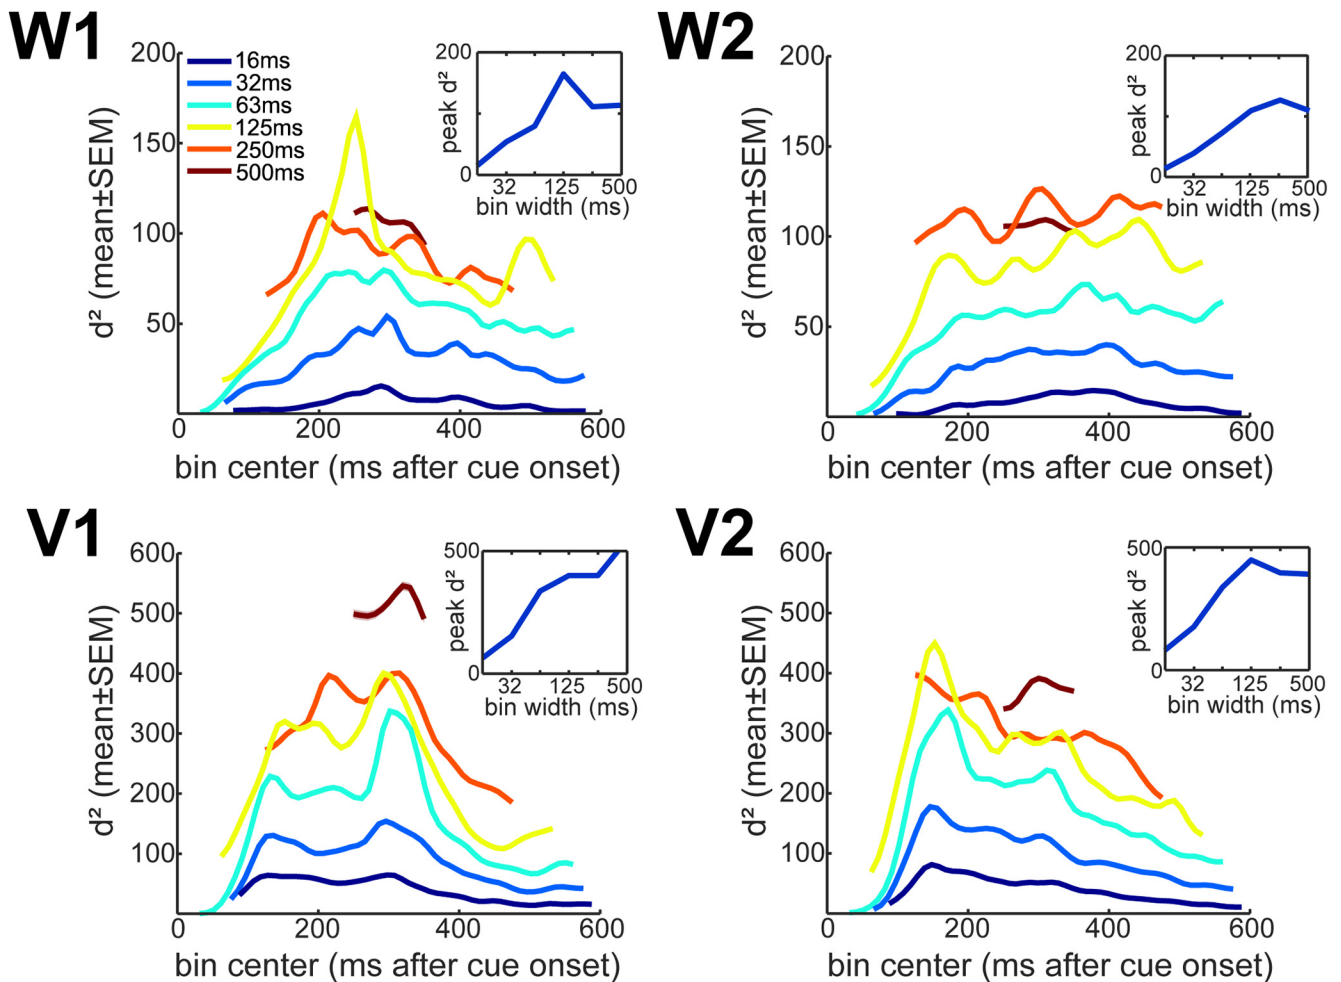 W1
200
150
100
50
d² (mean±SEM)
16ms
32ms
63ms
125ms
250ms
500ms
200
0
peak d²
32 125 500
bin width (ms)
0 200 400 600
bin center (ms after cue onset)
W2
200
150
100
50
d² (mean±SEM)
200
0
peak d²
32 125 500
bin width (ms)
0 200 400 600
bin center (ms after cue onset)
V1
600
500
400
300
200
100
d² (mean±SEM)
500
0
peak d²
32 125 500
bin width (ms)
0 200 400 600
bin center (ms after cue onset)
V2
600
500
400
300
200
100
d² (mean±SEM)
500
0
peak d²
32 125 500
bin width (ms)
0 200 400 600
bin center (ms after cue onset)